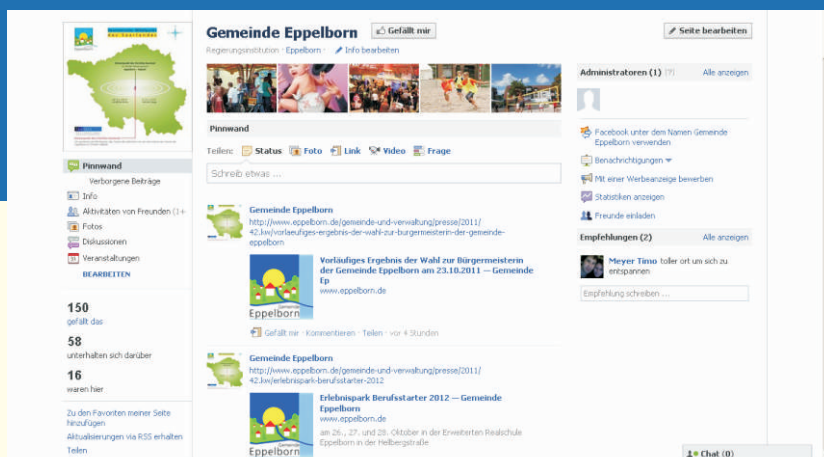 Gemeinde Eppelborn
Gefällt mir
Seite bearbeiten
Regierungsinstitution · Eppelborn · Info bearbeiten
Pinnwand
Teilen: Status Foto Link Video Frage
Schreib etwas ...
Gemeinde Eppelborn
http://www.eppelborn.de/gemeinde-und-verwaltung/presse/2011/
42.kw/vorlaeufiges-ergebnis-der-wahl-zur-burgermeisterin-der-gemeinde-
eppelborn
Vorläufiges Ergebnis der Wahl zur Bürgermeisterin
der Gemeinde Eppelborn am 23.10.2011 — Gemeinde
Ep
www.eppelborn.de
Gemeinde
Eppelborn
Gefällt mir · Kommentieren · Teilen · vor 4 Stunden
Gemeinde Eppelborn
http://www.eppelborn.de/gemeinde-und-verwaltung/presse/2011/
42.kw/erlebnispark-berufsstarter-2012
Erlebnispark Berufsstarter 2012 — Gemeinde
Eppelborn
www.eppelborn.de
am 26., 27. und 28. Oktober in der Erweiterten Realschule
Eppelborn in der Hellbergstraße
Gemeinde
Eppelborn
Pinnwand
Verborgene Beiträge
Info
Aktivitäten von Freunden (1+
Fotos
Diskussionen
Veranstaltungen
BEARBEITEN
150
gefällt das
58
unterhalten sich darüber
16
waren hier
Zu den Favoriten meiner Seite
hinzufügen
Aktualisierungen via RSS erhalten
Teilen
Administratoren (1) [?] Alle anzeigen
Facebook unter dem Namen Gemeinde
Eppelborn verwenden
Benachrichtigungen
Mit einer Werbeanzeige bewerben
Statistiken anzeigen
Freunde einladen
Empfehlungen (2) Alle anzeigen
Meyer Timo toller ort um sich zu
entspannen
Empfehlung schreiben ...
Chat (0)